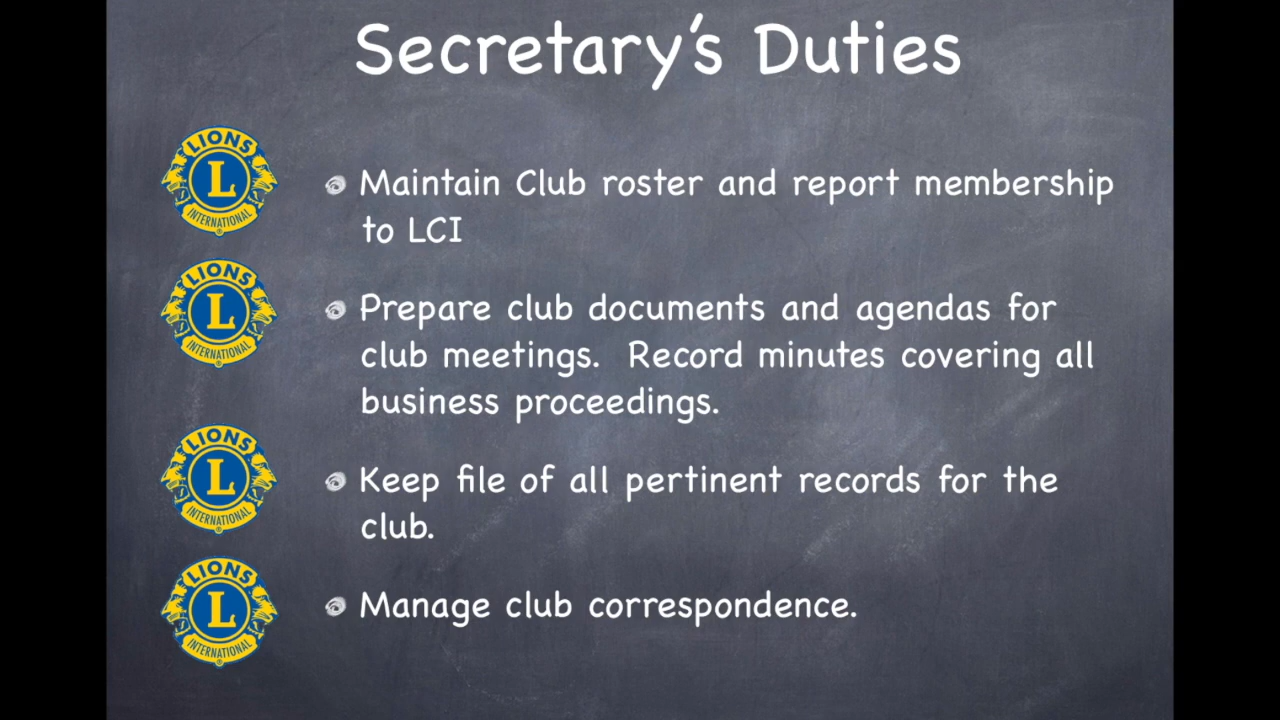 Secretary's Duties
LIONS
L
INTERNATIONAL
®
Maintain Club roster and report membership
to LCI
LIONS
L
INTERNATIONAL
®
Prepare club documents and agendas for
club meetings.  Record minutes covering all
business proceedings.
LIONS
L
INTERNATIONAL
®
Keep file of all pertinent records for the
club.
LIONS
L
INTERNATIONAL
®
Manage club correspondence.